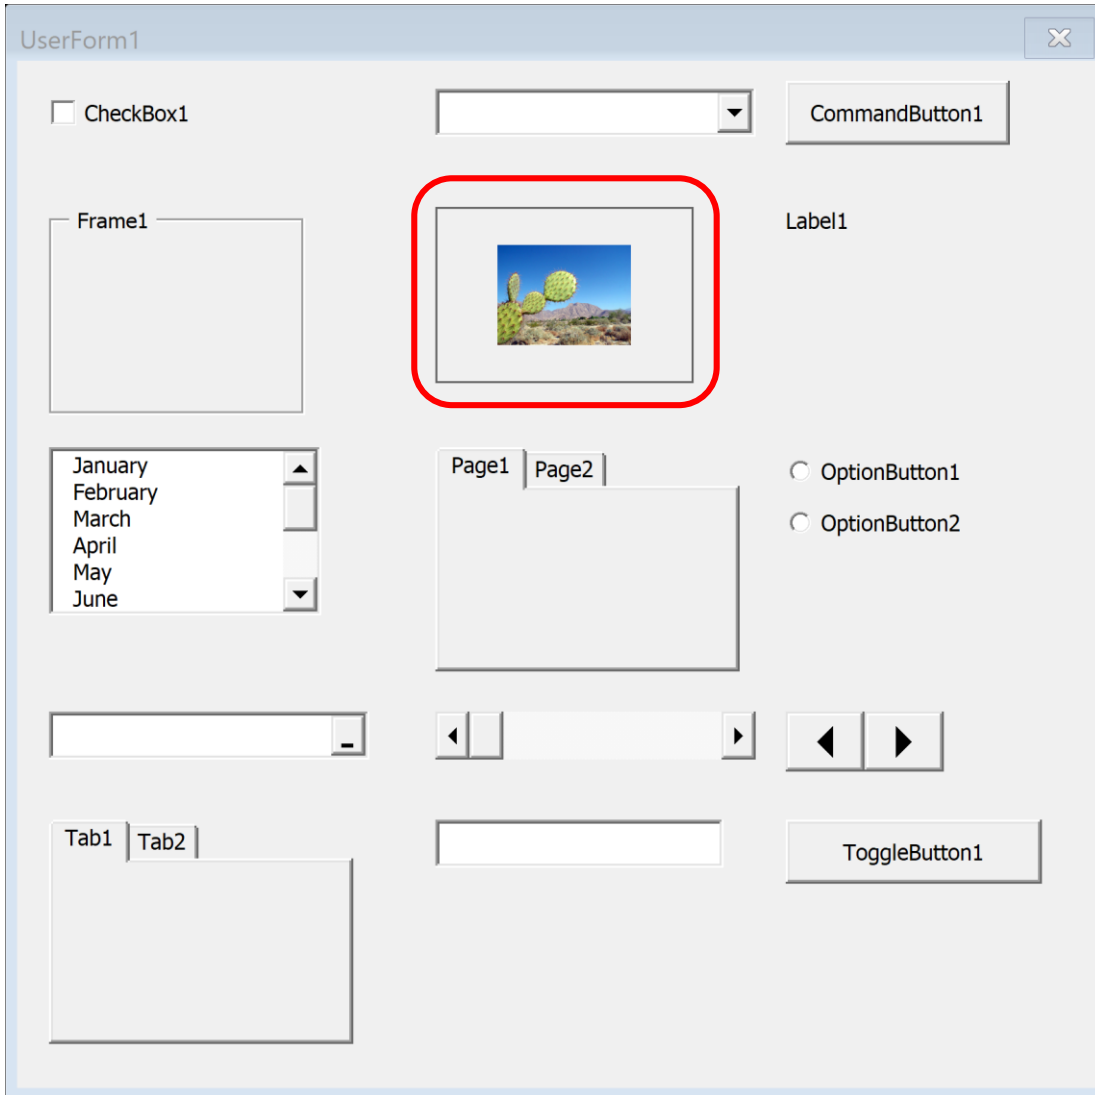 UserForm1
CheckBox1
CommandButton1
Frame1
Label1
January
February
March
April
May
June
Page1
Page2
OptionButton1
OptionButton2
Tab1
Tab2
ToggleButton1